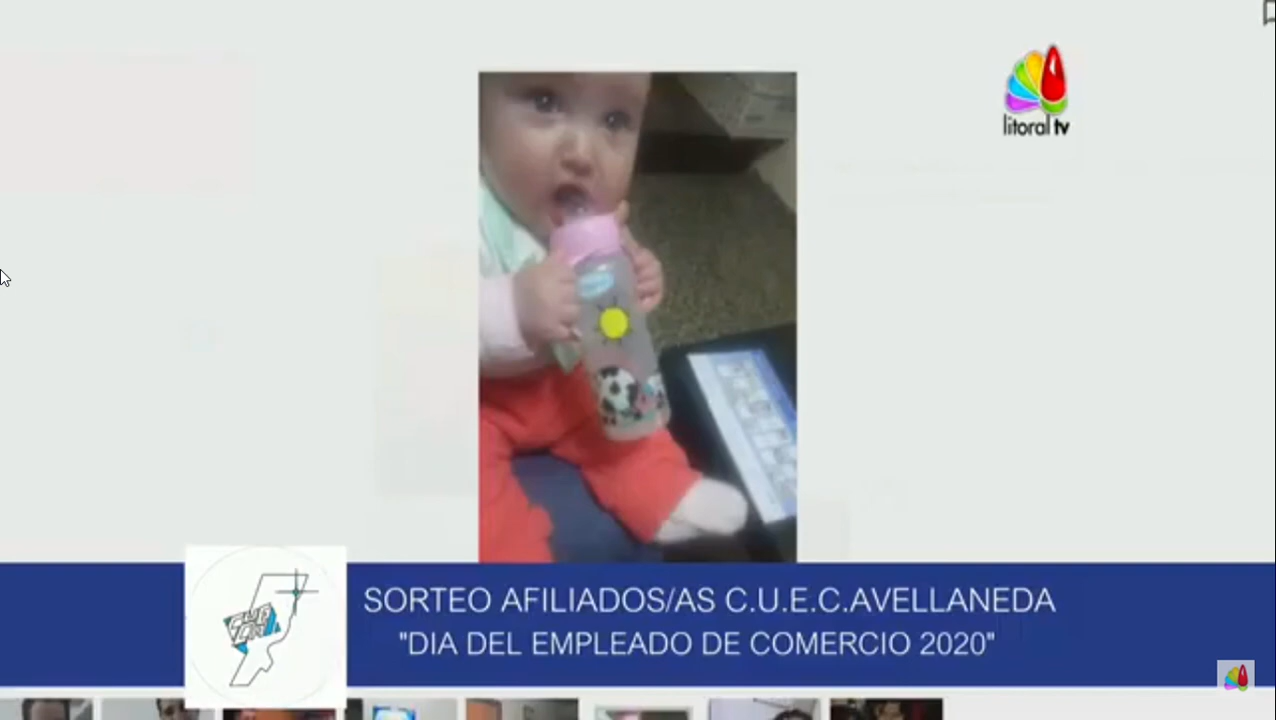 litoral tv
SORTEO AFILIADOS/AS C.U.E.C.AVELLANEDA
"DIA DEL EMPLEADO DE COMERCIO 2020"